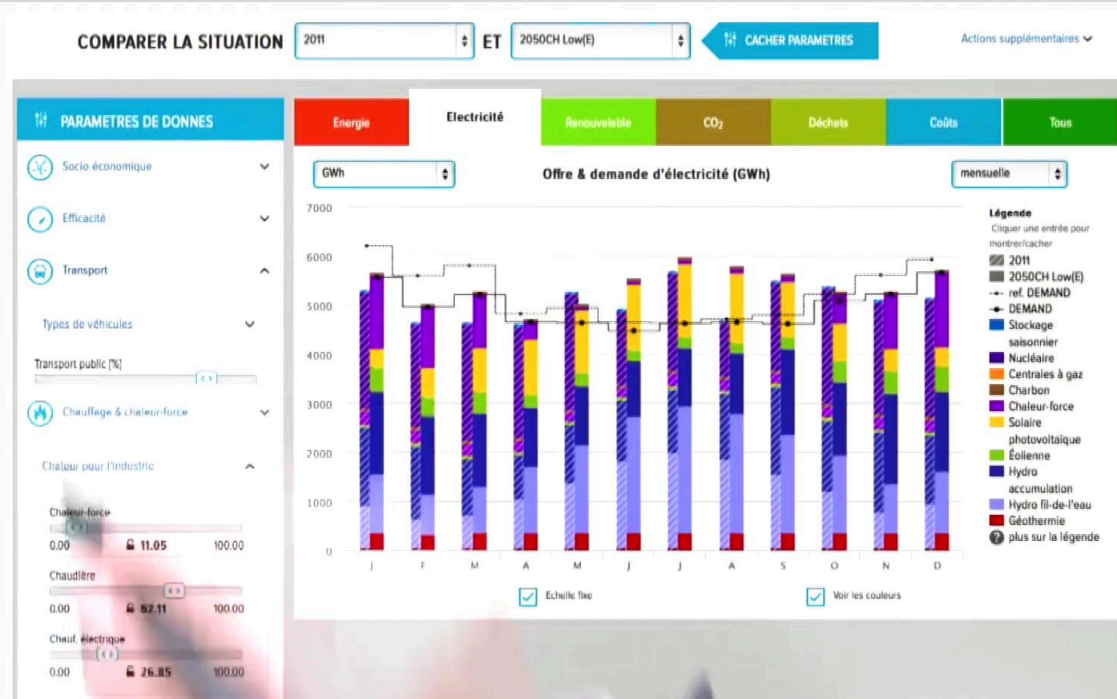 COMPARER LA SITUATION 2011 ET 2050CH Low(E) CACHER PARAMETRES Actions supplémentaires
PARAMETRES DE DONNES
Socio-économique
Efficacité
Transport
Types de véhicules
Transport public [%]
Chauffage & chaleur-force
Chaleur pour l'industrie
Chaleur-force
0.00 11.05 100.00
Chaudière
0.00 62.11 100.00
Chauf. électrique
0.00 26.85 100.00
Energie Electricité Renouvelable CO2 Déchets Coûts Tous
GWh Offre & demande d'électricité (GWh) mensuelle
7000
6000
5000
4000
3000
2000
1000
0
J F M A M J J A S O N D
Echelle fixe Voir les couleurs
Légende
Cliquer une entrée pour
montrer/cacher
2011
2050CH Low(E)
ref. DEMAND
DEMAND
Stockage
saisonnier
Nucléaire
Centrales à gaz
Charbon
Chaleur-force
Solaire
photovoltaïque
Éolienne
Hydro
accumulation
Hydro fil-de-l'eau
Géothermie
? plus sur la légende